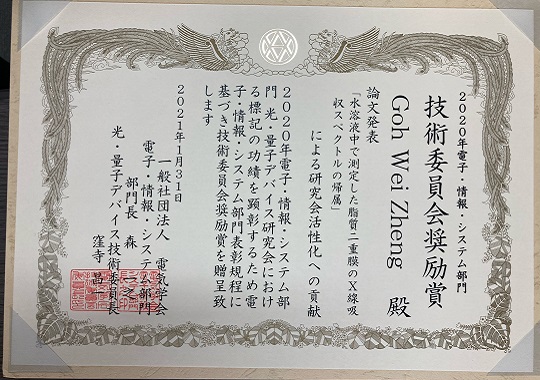 2020年電子・情報・システム部門
技術委員会奨励賞
Goh Wei Zheng 殿
論文発表
「水溶液中で測定した脂質二重膜のX線吸
収スペクトルの帰属」
による研究会活性化への貢献
2020年電子・情報・システム部
門 光・量子デバイス研究会におけ
る標記の功績を顕彰するため電
子・情報・システム部門表彰規程に
基づき技術委員会奨励賞を贈呈致
します
2021年1月31日
一般社団法人 電気学会
電子・情報・システム部門
部門長 森 之
光・量子デバイス技術委員長
窪寺 昌